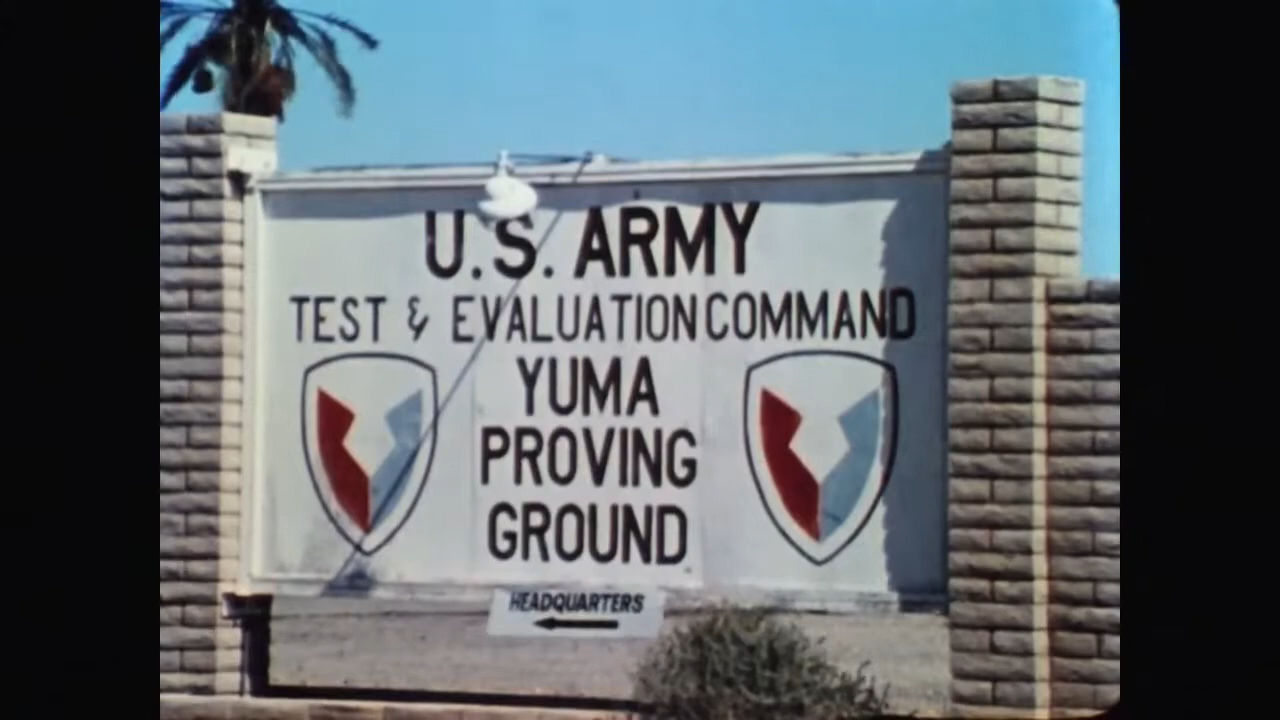 U.S. ARMY
TEST & EVALUATION COMMAND
YUMA
PROVING
GROUND
HEADQUARTERS